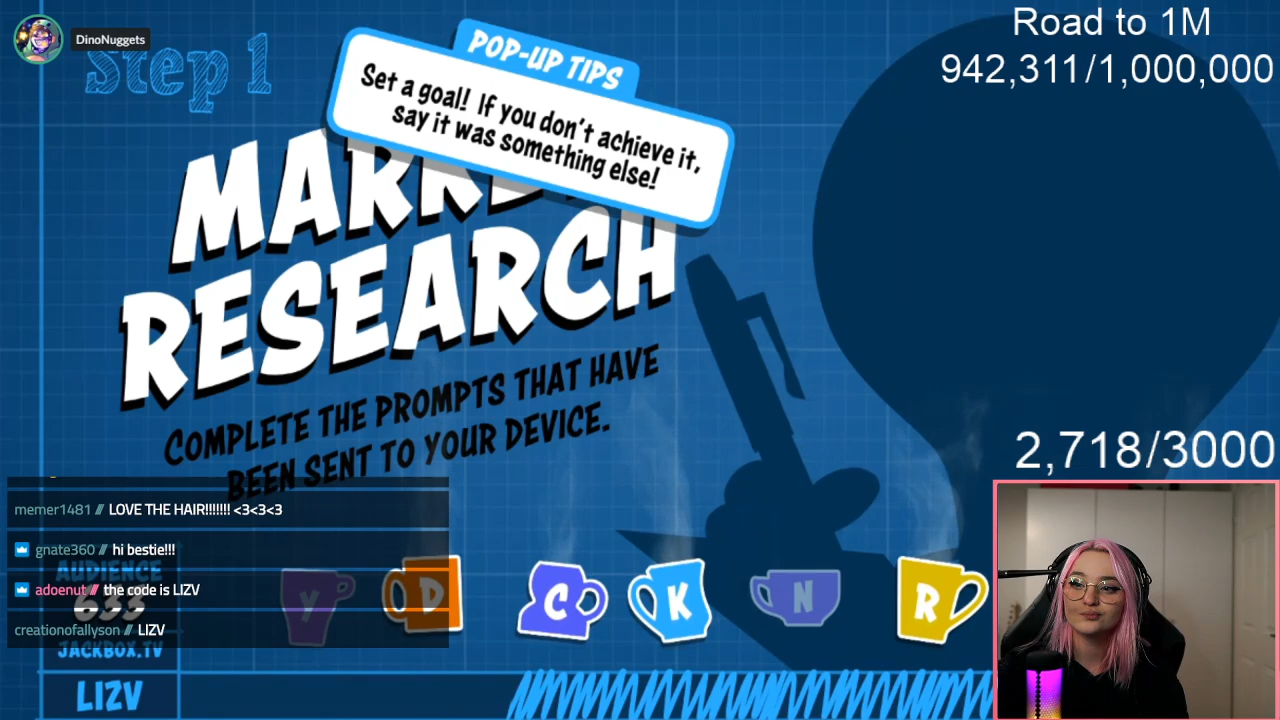 DinoNuggets
Road to 1M
942,311/1,000,000
Step 1
POP-UP TIPS
Set a goal! If you don't achieve it,
say it was something else!
RESEARCH
COMPLETE THE PROMPTS THAT HAVE
BEEN SENT TO YOUR DEVICE.
2,718/3000
memer1481 // LOVE THE HAIR!!!!!!! <3<3<3
gnate360 // hi bestie!!!
AUDIENCE
adoenut // the code is LIZV
633
creationofallyson // LIZV
JACKBOX.TV
LIZV
Y D C K N R